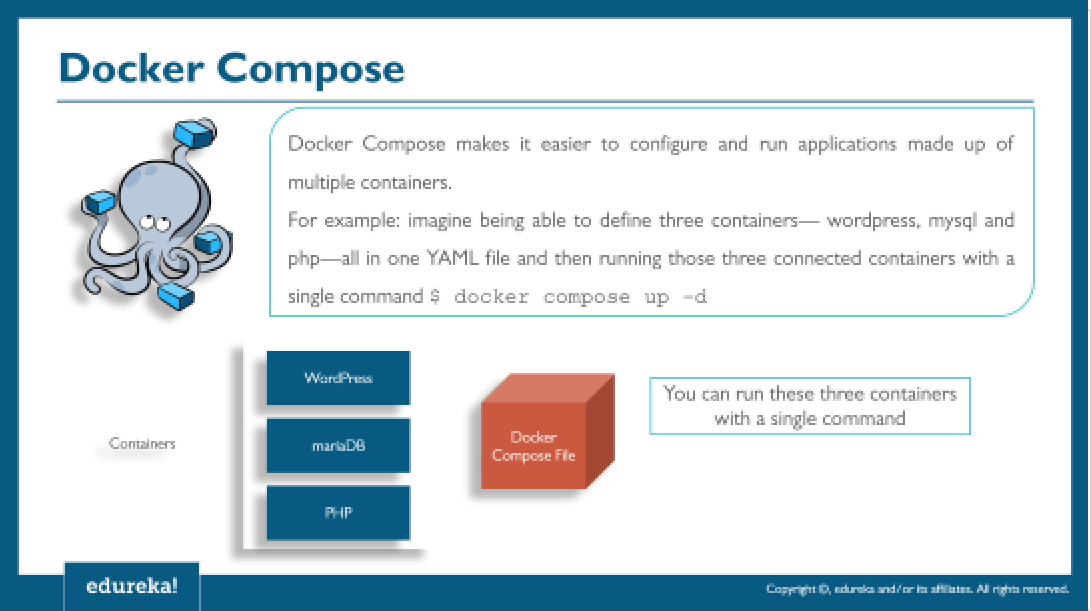 Docker Compose
Docker Compose makes it easier to configure and run applications made up of
multiple containers.
For example: imagine being able to define three containers— wordpress, mysql and
php—all in one YAML file and then running those three connected containers with a
single command $ docker compose up -d
WordPress
mariaDB
PHP
Containers
Docker
Compose File
You can run these three containers
with a single command
edureka!
Copyright ©, edureka and/or its affiliates. All rights reserved.